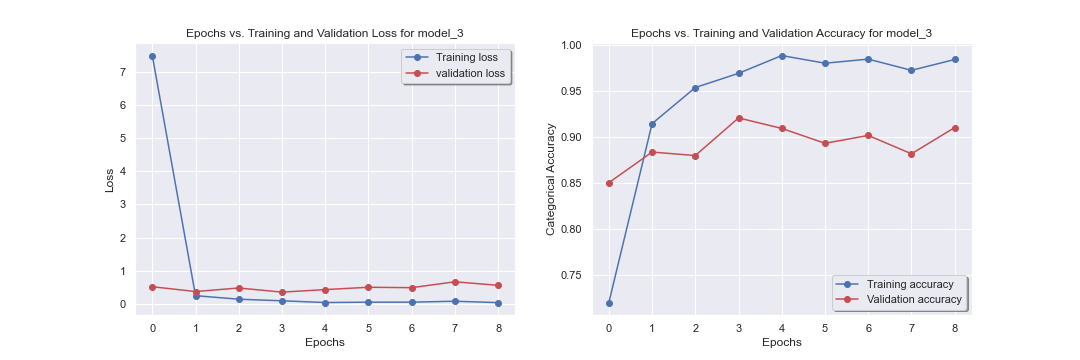 Epochs vs. Training and Validation Loss for model_3
Training loss
validation loss
Loss
7
6
5
4
3
2
1
0
0 1 2 3 4 5 6 7 8
Epochs
Epochs vs. Training and Validation Accuracy for model_3
Categorical Accuracy
1.00
0.95
0.90
0.85
0.80
0.75
Training accuracy
Validation accuracy
0 1 2 3 4 5 6 7 8
Epochs